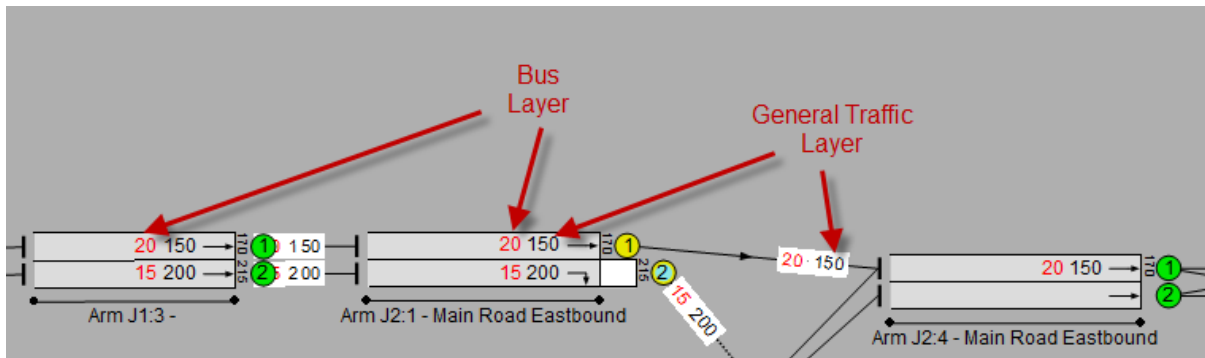 Bus
Layer
General Traffic
Layer
20 150 170 1 150 20 150 170 1 20 150 20 150 170 1
15 200 215 2 200 15 200 215 2 15 200 2
Arm J1:3 -
Arm J2:1 - Main Road Eastbound
Arm J2:4 - Main Road Eastbound